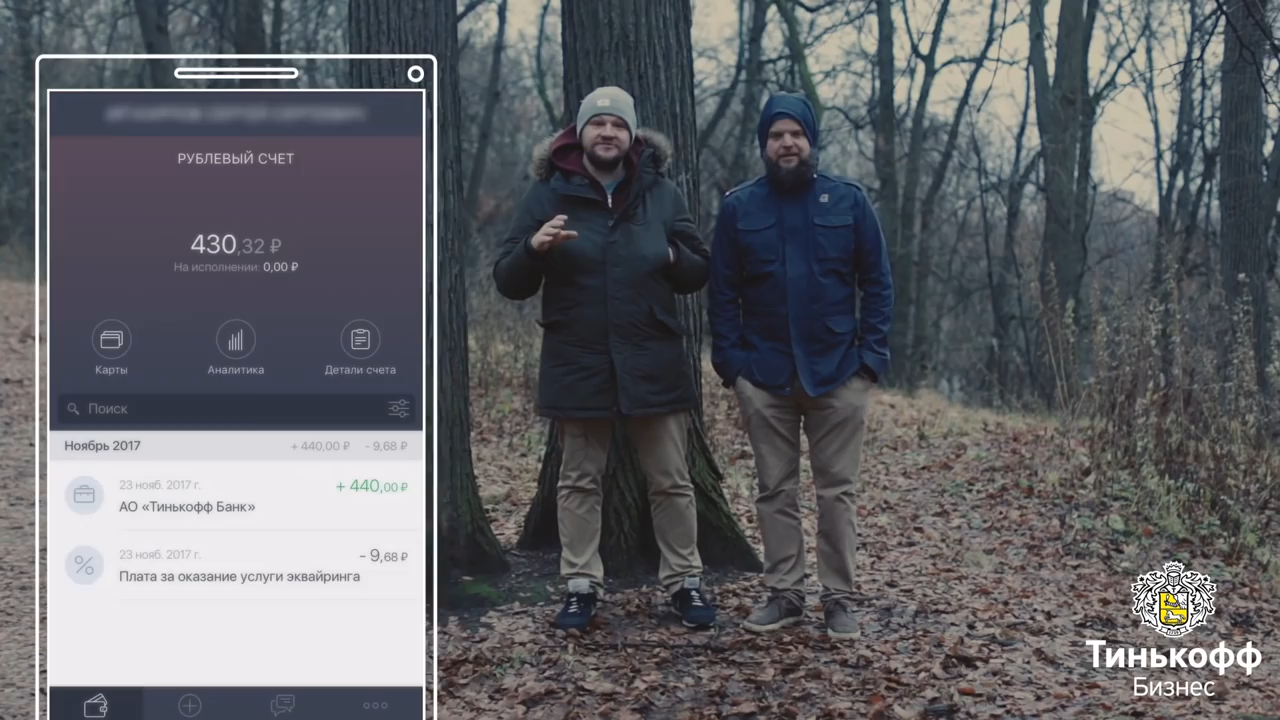 РУБЛЕВЫЙ СЧЕТ
430,32 ₽
На исполнении: 0,00 ₽
Карты
Аналитика
Детали счета
Поиск
Ноябрь 2017 + 440,00 ₽ - 9,68 ₽
23 нояб. 2017 г.
+ 440,00 ₽
АО «Тинькофф Банк»
23 нояб. 2017 г.
- 9,68 ₽
Плата за оказание услуги эквайринга
Тинькофф
Бизнес